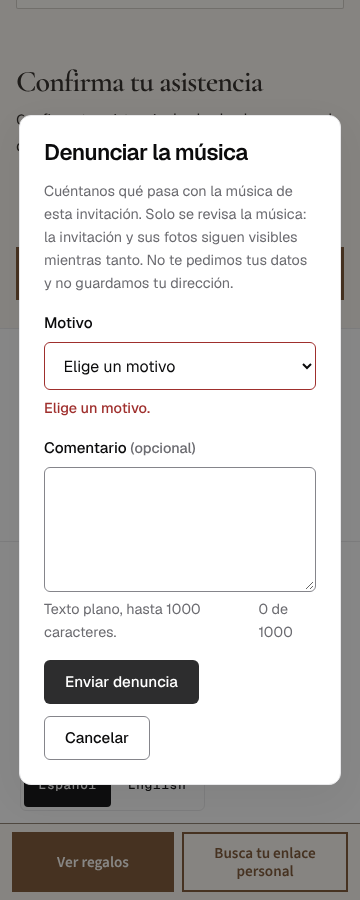 Confirma tu asistencia
Denunciar la música
Cuéntanos qué pasa con la música de
esta invitación. Solo se revisa la música:
la invitación y sus fotos siguen visibles
mientras tanto. No te pedimos tus datos
y no guardamos tu dirección.
Motivo
Elige un motivo
Elige un motivo.
Comentario (opcional)
Texto plano, hasta 1000
caracteres.
0 de
1000
Enviar denuncia
Cancelar
Español English
Ver regalos
Busca tu enlace
personal